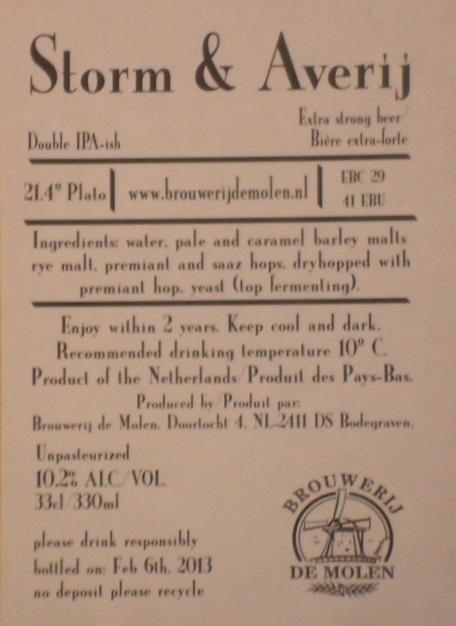 Storm & Averij
Double IPA-ish
Extra strong beer/
Bière extra-forte
21.4° Plato
www.brouwerijdemolen.nl
EBC 29
41 EBU
Ingredients: water, pale and caramel barley malts
rye malt, premiant and saaz hops, dryhopped with
premiant hop, yeast (top fermenting).
Enjoy within 2 years. Keep cool and dark.
Recommended drinking temperature 10° C.
Product of the Netherlands/Produit des Pays-Bas.
Produced by/Produit par:
Brouwerij de Molen, Doortocht 4, NL-2411 DS Bodegraven.
Unpasteurized
10.2% ALC./VOL.
33cl/330ml
please drink responsibly
bottled on: Feb 6th, 2013
no deposit please recycle
BROUWERIJ
DE MOLEN